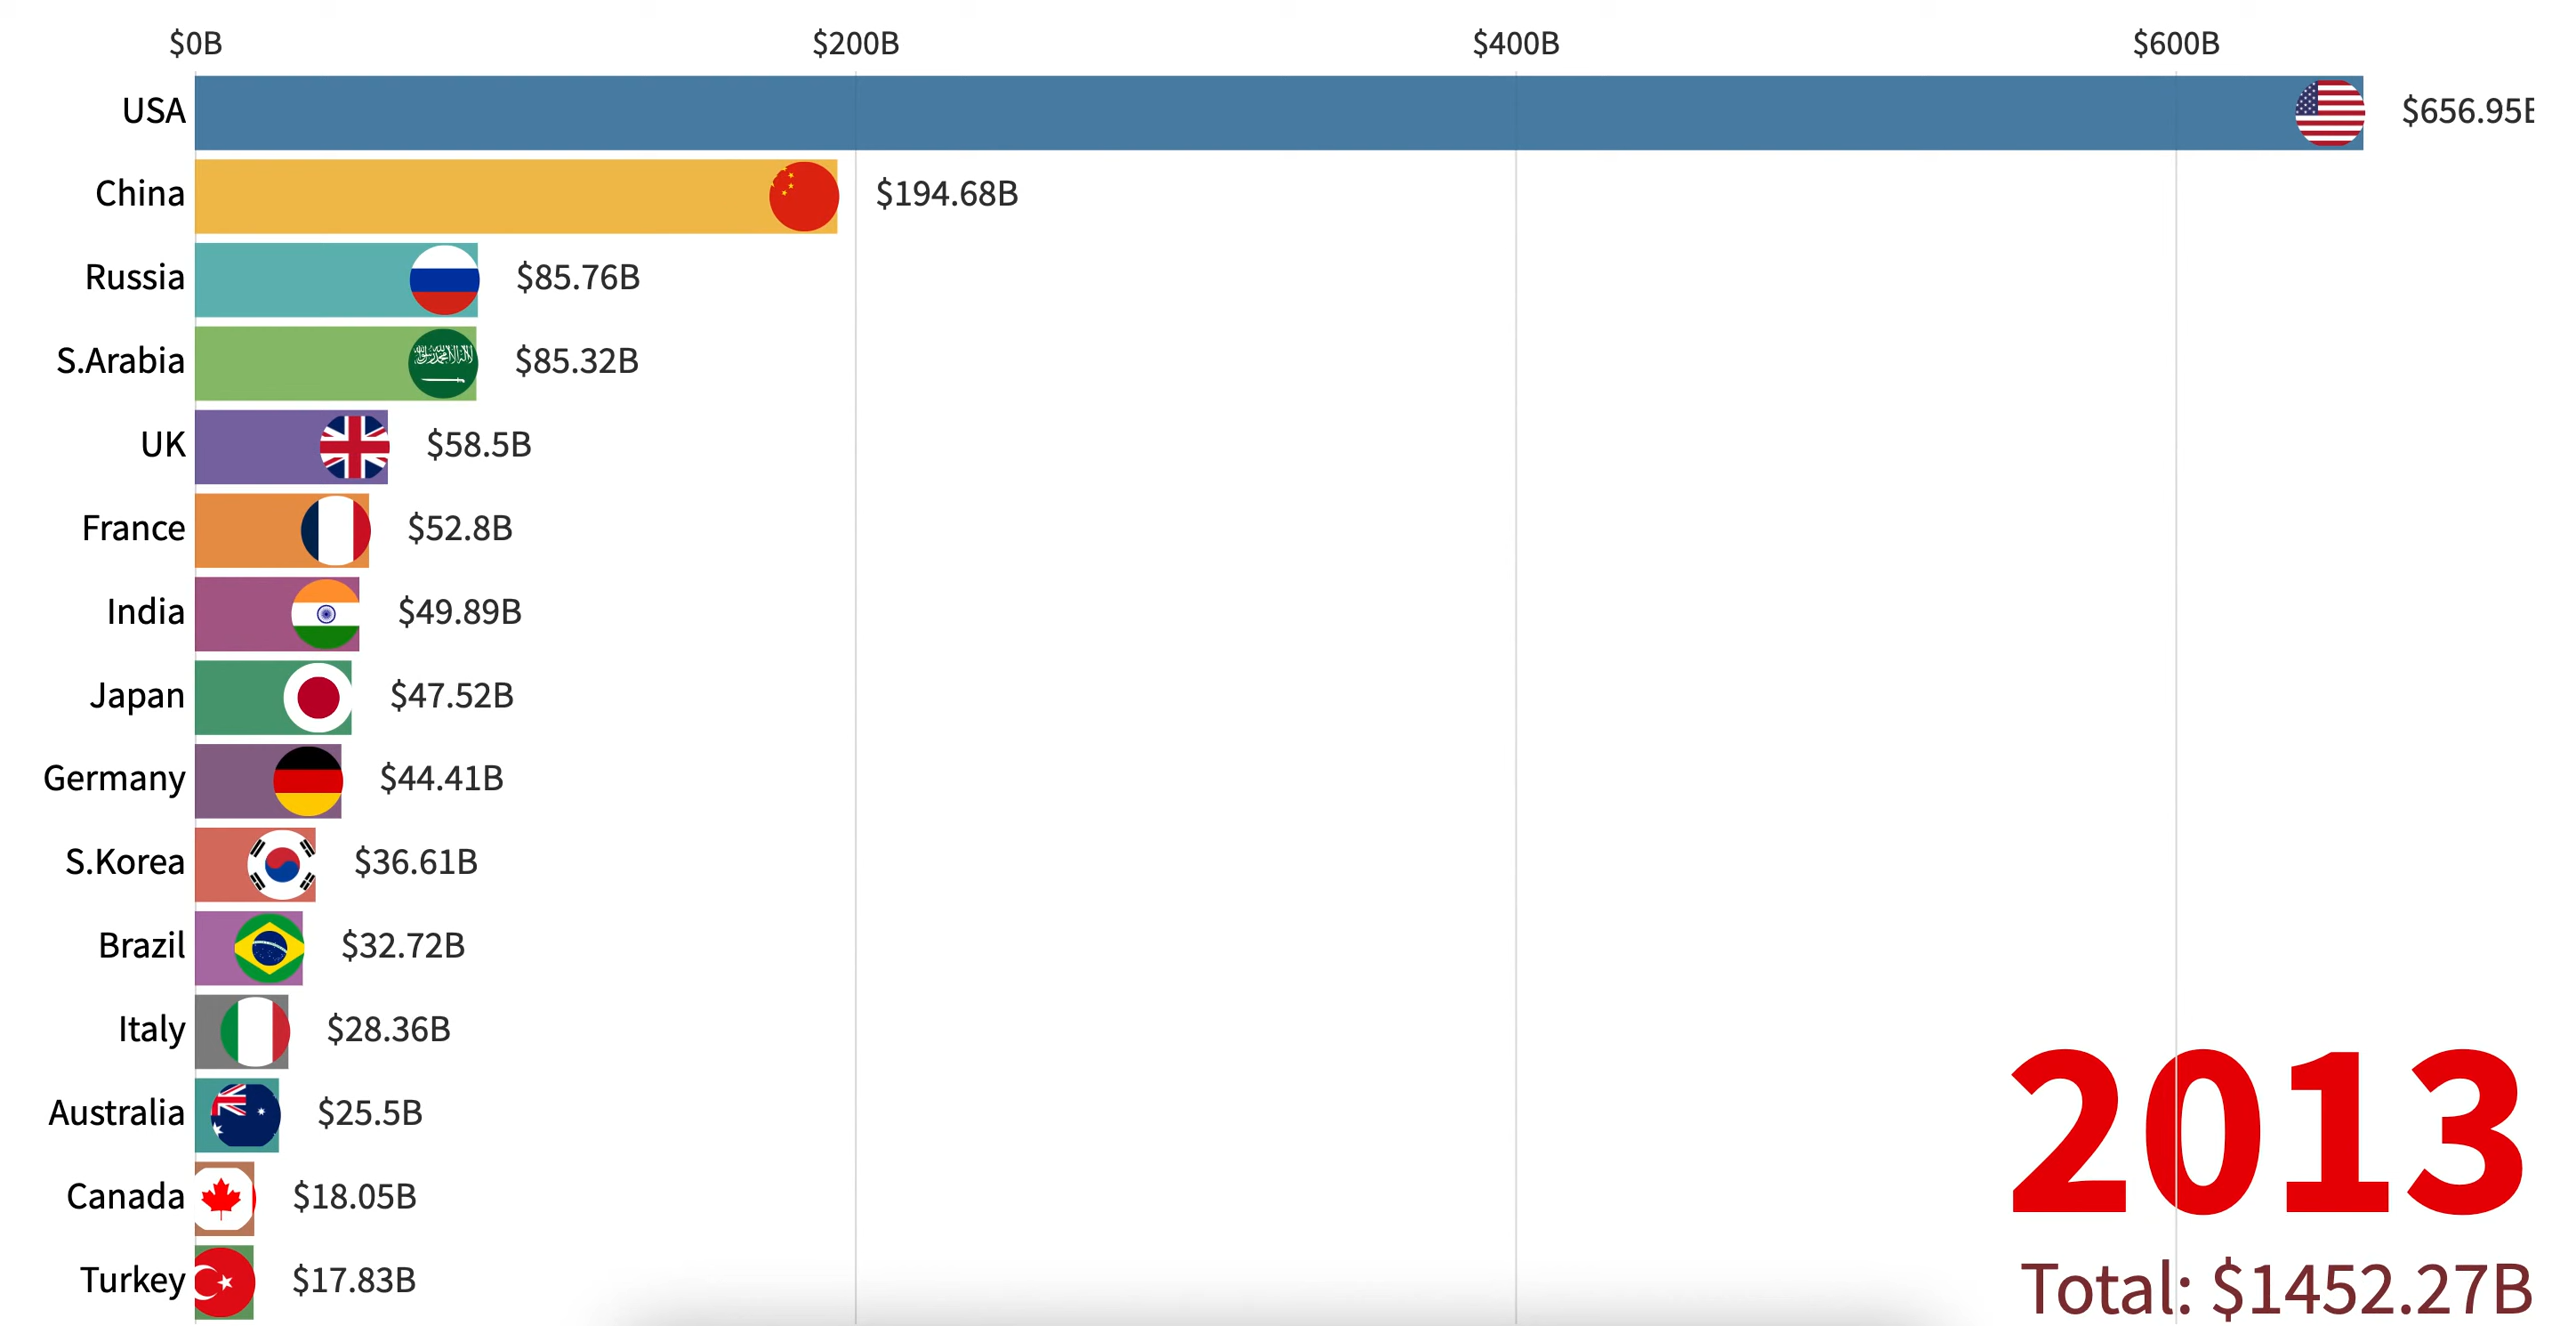 $0B $200B $400B $600B
USA $656.95B
China $194.68B
Russia $85.76B
S.Arabia $85.32B
UK $58.5B
France $52.8B
India $49.89B
Japan $47.52B
Germany $44.41B
S.Korea $36.61B
Brazil $32.72B
Italy $28.36B
Australia $25.5B
Canada $18.05B
Turkey $17.83B
2013
Total: $1452.27B